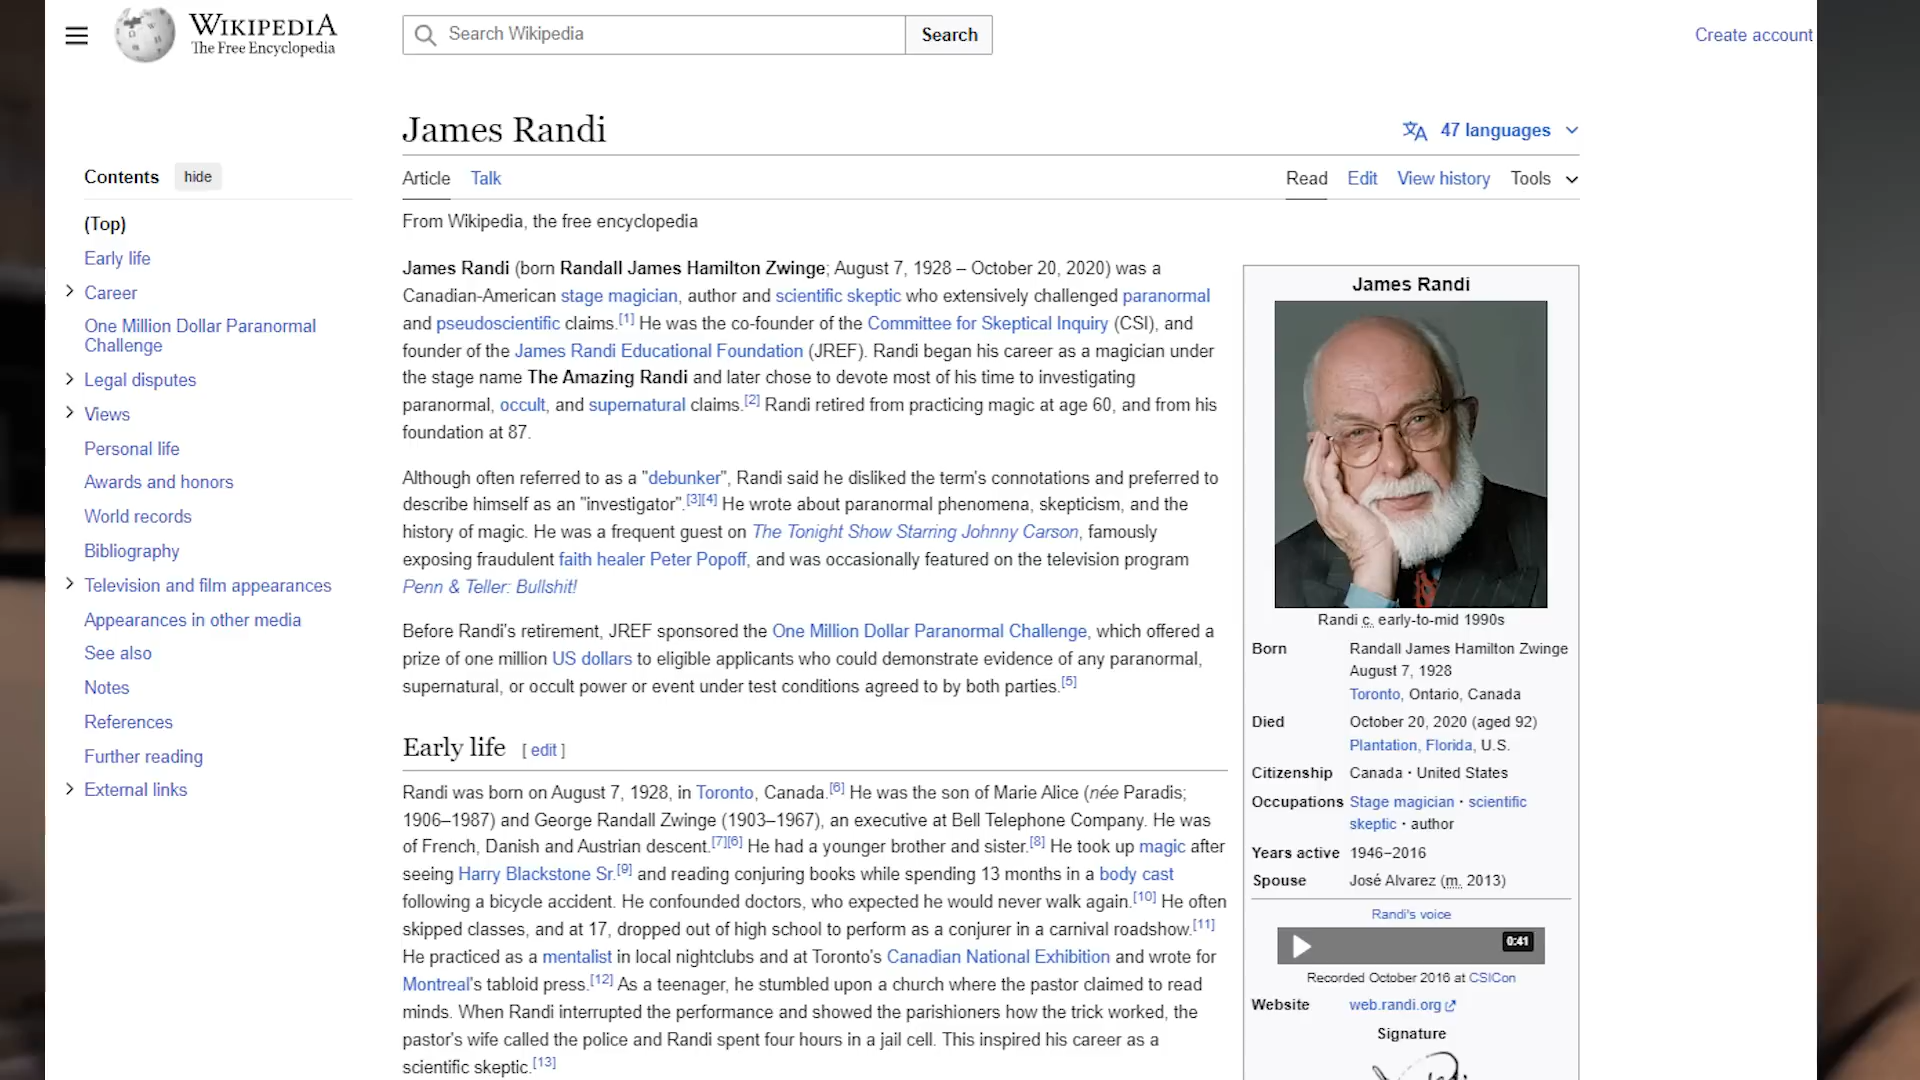 WIKIPEDIA
The Free Encyclopedia
Search Wikipedia
Search
Create account
James Randi
47 languages
Article Talk
Read Edit View history Tools
From Wikipedia, the free encyclopedia
Contents hide
(Top)
Early life
Career
One Million Dollar Paranormal
Challenge
Legal disputes
Views
Personal life
Awards and honors
World records
Bibliography
Television and film appearances
Appearances in other media
See also
Notes
References
Further reading
External links
James Randi (born Randall James Hamilton Zwinge; August 7, 1928 – October 20, 2020) was a
Canadian-American stage magician, author and scientific skeptic who extensively challenged paranormal
and pseudoscientific claims.[1] He was the co-founder of the Committee for Skeptical Inquiry (CSI), and
founder of the James Randi Educational Foundation (JREF). Randi began his career as a magician under
the stage name The Amazing Randi and later chose to devote most of his time to investigating
paranormal, occult, and supernatural claims.[2] Randi retired from practicing magic at age 60, and from his
foundation at 87.
Although often referred to as a "debunker", Randi said he disliked the term's connotations and preferred to
describe himself as an "investigator".[3][4] He wrote about paranormal phenomena, skepticism, and the
history of magic. He was a frequent guest on The Tonight Show Starring Johnny Carson, famously
exposing fraudulent faith healer Peter Popoff, and was occasionally featured on the television program
Penn & Teller: Bullshit!
Before Randi's retirement, JREF sponsored the One Million Dollar Paranormal Challenge, which offered a
prize of one million US dollars to eligible applicants who could demonstrate evidence of any paranormal,
supernatural, or occult power or event under test conditions agreed to by both parties.[5]
Early life [ edit ]
Randi was born on August 7, 1928, in Toronto, Canada.[6] He was the son of Marie Alice (née Paradis;
1906–1987) and George Randall Zwinge (1903–1967), an executive at Bell Telephone Company. He was
of French, Danish and Austrian descent.[7][6] He had a younger brother and sister.[8] He took up magic after
seeing Harry Blackstone Sr.[9] and reading conjuring books while spending 13 months in a body cast
following a bicycle accident. He confounded doctors, who expected he would never walk again.[10] He often
skipped classes, and at 17, dropped out of high school to perform as a conjurer in a carnival roadshow.[11]
He practiced as a mentalist in local nightclubs and at Toronto's Canadian National Exhibition and wrote for
Montreal's tabloid press.[12] As a teenager, he stumbled upon a church where the pastor claimed to read
minds. When Randi interrupted the performance and showed the parishioners how the trick worked, the
pastor's wife called the police and Randi spent four hours in a jail cell. This inspired his career as a
scientific skeptic.[13]
James Randi
Randi c. early-to-mid 1990s
Born Randall James Hamilton Zwinge
August 7, 1928
Toronto, Ontario, Canada
Died October 20, 2020 (aged 92)
Plantation, Florida, U.S.
Citizenship Canada · United States
Occupations Stage magician · scientific
skeptic · author
Years active 1946–2016
Spouse José Alvarez (m. 2013)
Randi's voice
0:41
Recorded October 2016 at CSICon
Website web.randi.org
Signature